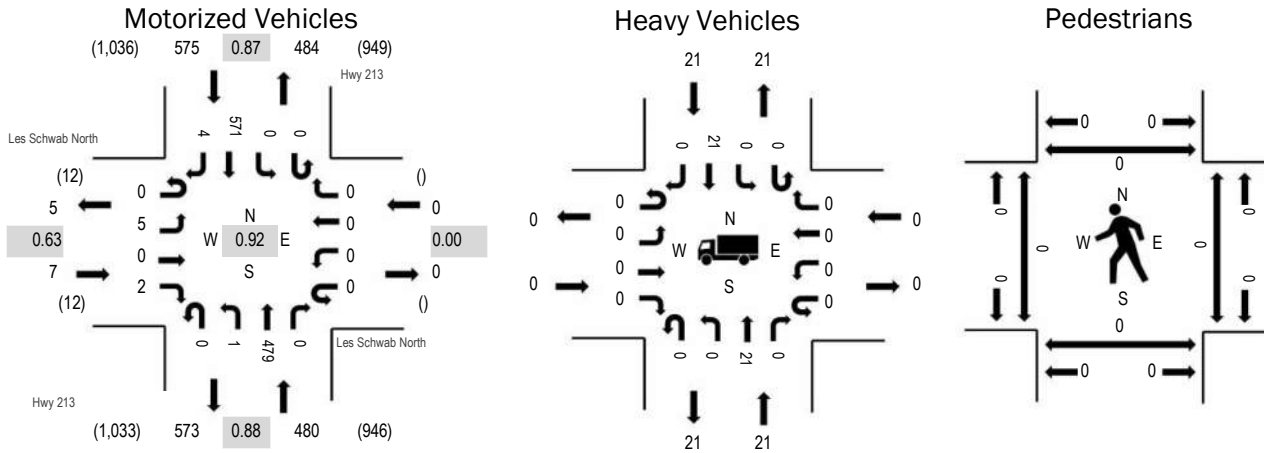 Motorized Vehicles
(1,036) 575 0.87 484 (949)
Hwy 213
Les Schwab North
4 571 0 0
(12) 0 0 ()
5 5 N 0 0
0.63 0 W 0.92 E 0 0.00
7 2 S 0 0
(12) ()
0 1 479 0
Les Schwab North
Hwy 213
(1,033) 573 0.88 480 (946)
Heavy Vehicles
21 21
0 21 0 0
0 0
0 0 N 0 0
0 W E 0
0 0 S 0 0
0 0 21 0
21 21
Pedestrians
0 0
0
N
0 0
0 W E 0
0 0
S
0
0 0